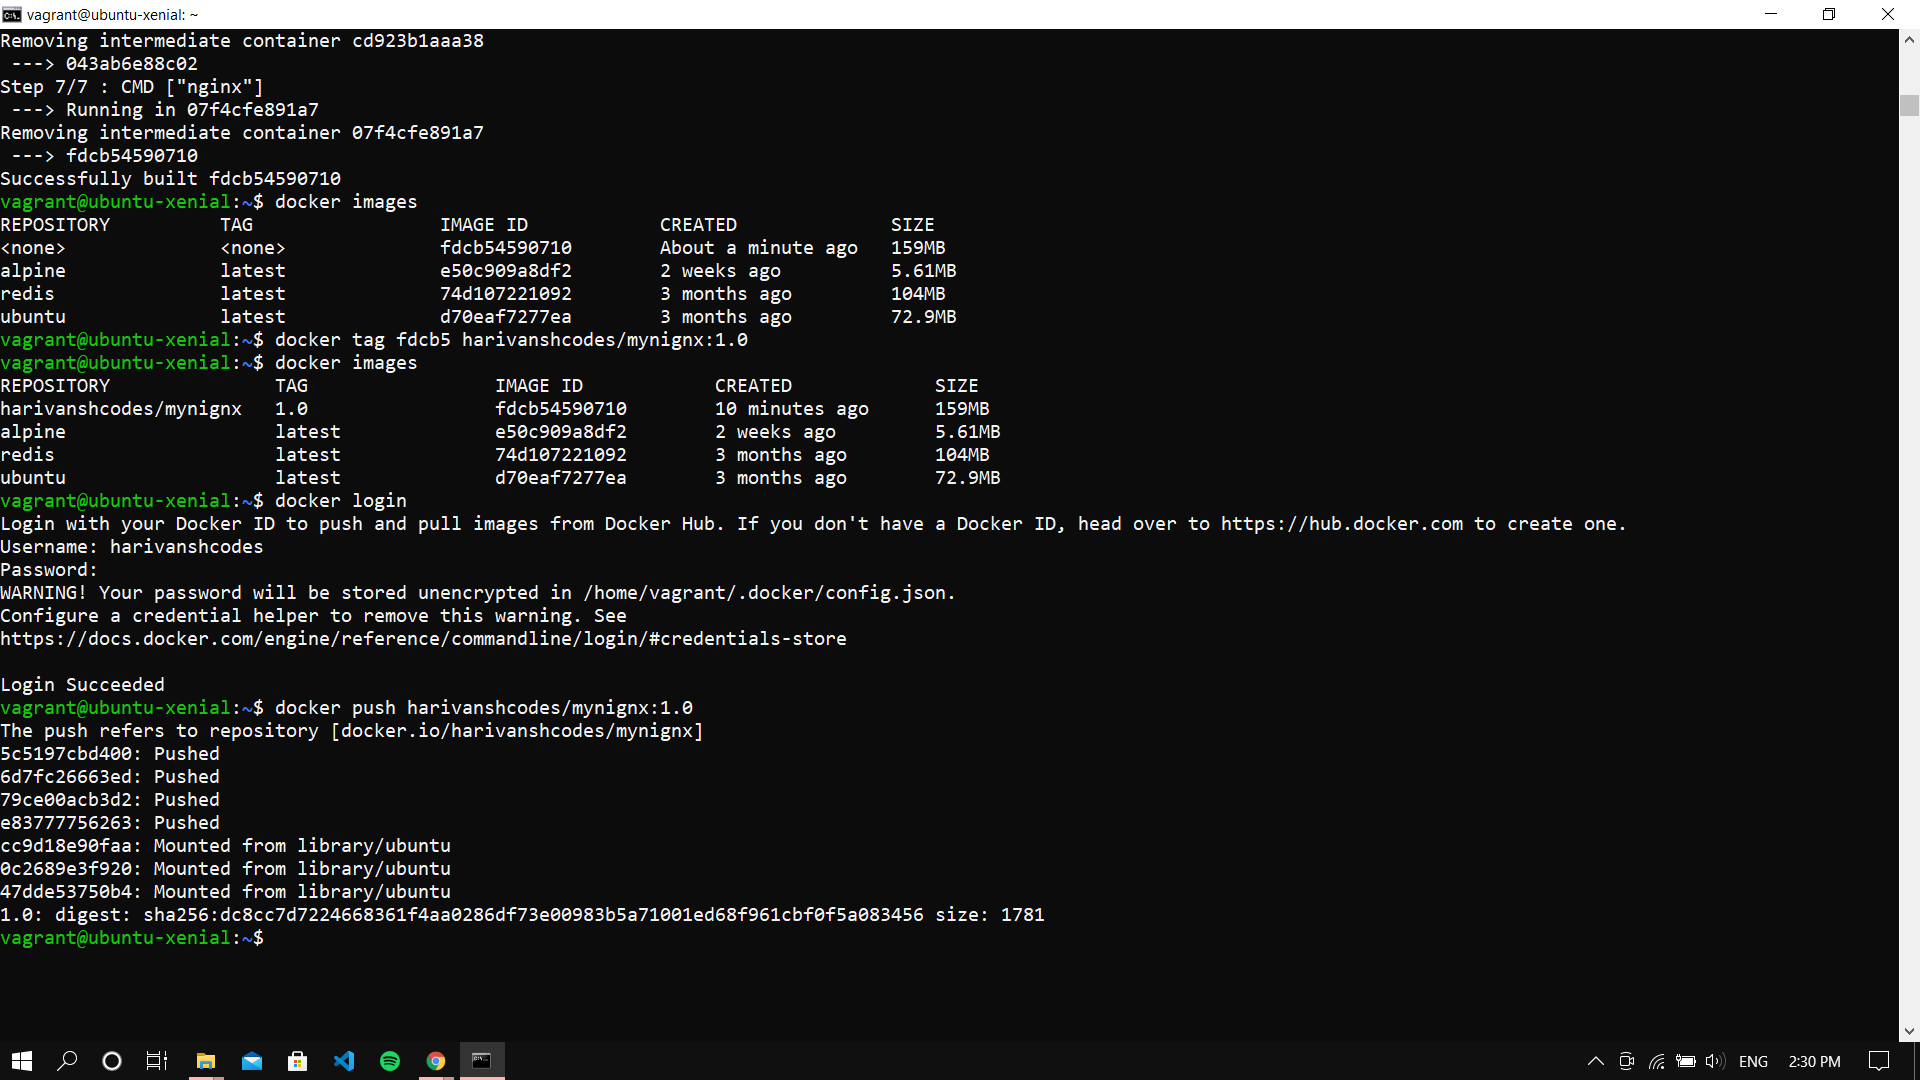 vagrant@ubuntu-xenial: ~
Removing intermediate container cd923b1aaa38
 ---> 043ab6e88c02
Step 7/7 : CMD ["nginx"]
 ---> Running in 07f4cfe891a7
Removing intermediate container 07f4cfe891a7
 ---> fdcb54590710
Successfully built fdcb54590710
vagrant@ubuntu-xenial:~$ docker images
REPOSITORY          TAG                 IMAGE ID            CREATED              SIZE
<none>              <none>              fdcb54590710        About a minute ago   159MB
alpine              latest              e50c909a8df2        2 weeks ago          5.61MB
redis               latest              74d107221092        3 months ago         104MB
ubuntu              latest              d70eaf7277ea        3 months ago         72.9MB
vagrant@ubuntu-xenial:~$ docker tag fdcb5 harivanshcodes/mynignx:1.0
vagrant@ubuntu-xenial:~$ docker images
REPOSITORY               TAG                 IMAGE ID            CREATED             SIZE
harivanshcodes/mynignx   1.0                 fdcb54590710        10 minutes ago      159MB
alpine                   latest              e50c909a8df2        2 weeks ago         5.61MB
redis                    latest              74d107221092        3 months ago        104MB
ubuntu                   latest              d70eaf7277ea        3 months ago        72.9MB
vagrant@ubuntu-xenial:~$ docker login
Login with your Docker ID to push and pull images from Docker Hub. If you don't have a Docker ID, head over to https://hub.docker.com to create one.
Username: harivanshcodes
Password:
WARNING! Your password will be stored unencrypted in /home/vagrant/.docker/config.json.
Configure a credential helper to remove this warning. See
https://docs.docker.com/engine/reference/commandline/login/#credentials-store
Login Succeeded
vagrant@ubuntu-xenial:~$ docker push harivanshcodes/mynignx:1.0
The push refers to repository [docker.io/harivanshcodes/mynignx]
5c5197cbd400: Pushed
6d7fc26663ed: Pushed
79ce00acb3d2: Pushed
e83777756263: Pushed
cc9d18e90faa: Mounted from library/ubuntu
0c2689e3f920: Mounted from library/ubuntu
47dde53750b4: Mounted from library/ubuntu
1.0: digest: sha256:dc8cc7d7224668361f4aa0286df73e00983b5a71001ed68f961cbf0f5a083456 size: 1781
vagrant@ubuntu-xenial:~$
ENG 2:30 PM